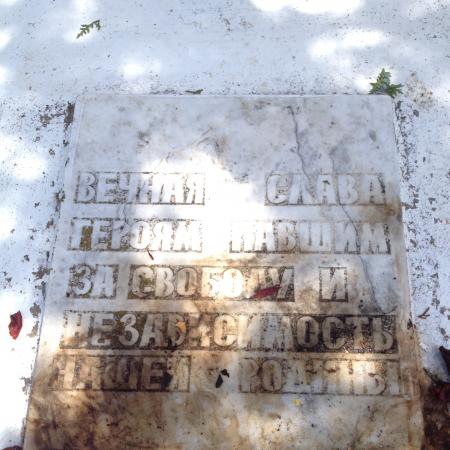 ВЕЧНАЯ СЛАВА
ГЕРОЯМ ПАВШИМ
ЗА СВОБОДУ И
НЕЗАВИСИМОСТЬ
НАШЕЙ РОДИНЫ